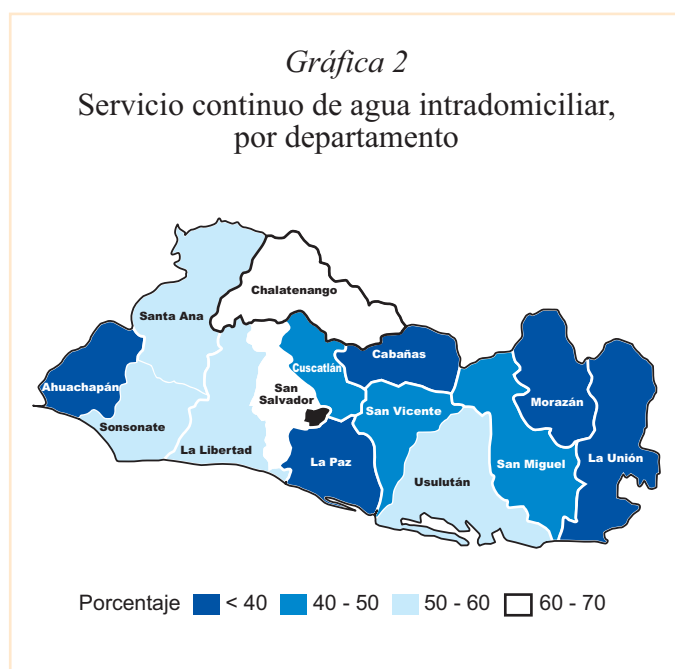 Gráfica 2
Servicio continuo de agua intradomiciliar,
por departamento
Chalatenango
Santa Ana
Cabañas
Cuscatlán
Ahuachapán
San
Salvador
Morazán
San Vicente
Sonsonate
La Libertad
La Paz
San Miguel
La Unión
Usulután
Porcentaje < 40 40 - 50 50 - 60 60 - 70